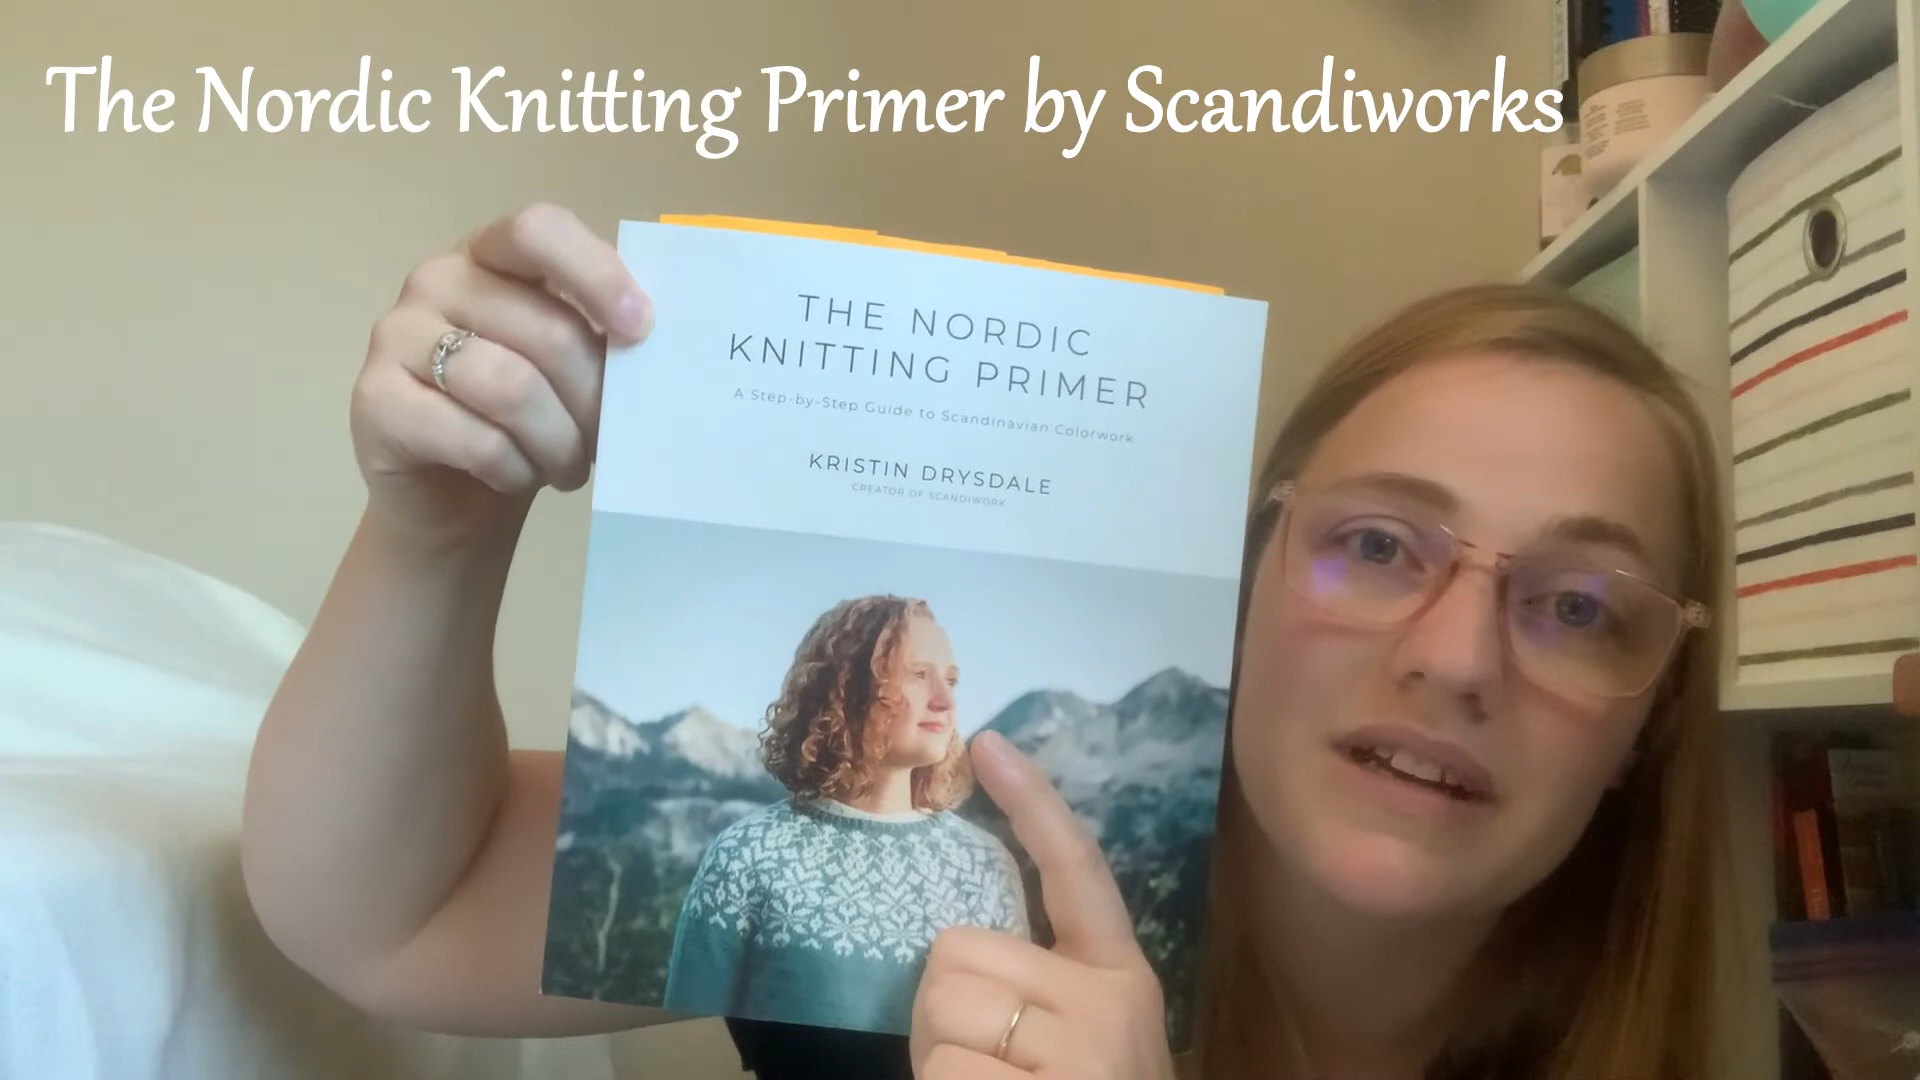 The Nordic Knitting Primer by Scandiworks
THE NORDIC
KNITTING PRIMER
A Step-by-Step Guide to Scandinavian Colorwork
KRISTIN DRYSDALE
CREATOR OF SCANDIWORK